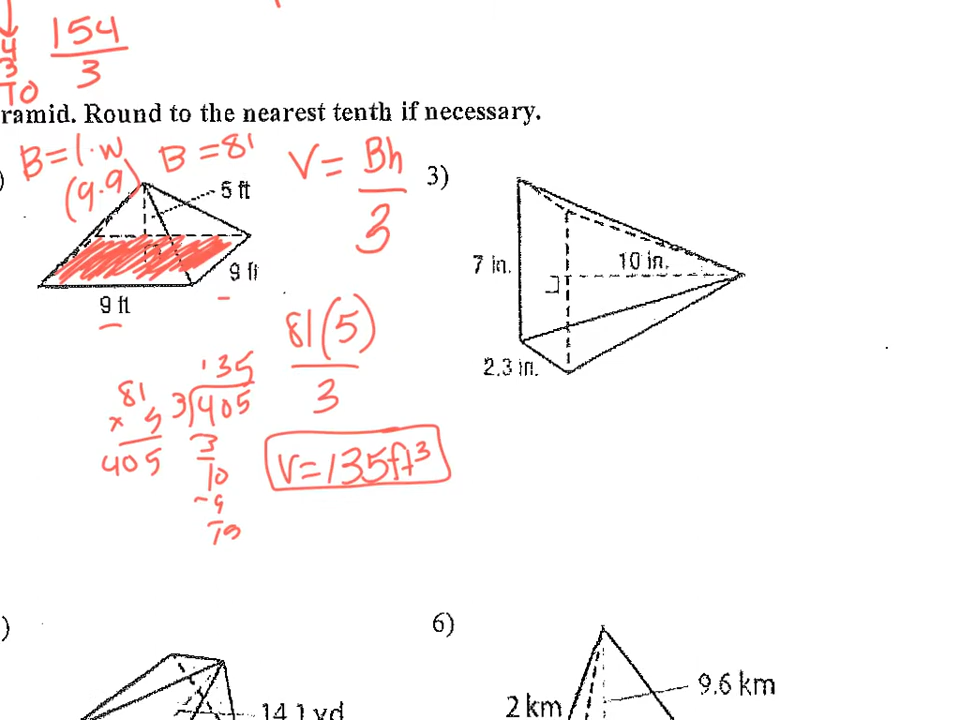 154
3
TO
ramid. Round to the nearest tenth if necessary.
B=l·w
B=81
(9·9)
V= Bh
3
5 ft
9 ft
9 ft
3)
7 in.
10 in.
2.3 in.
81(5)
3
81
x 5
405
135
3)405
3
10
-9
V=135ft³
)
6)
14.1 yd
2 km
9.6 km